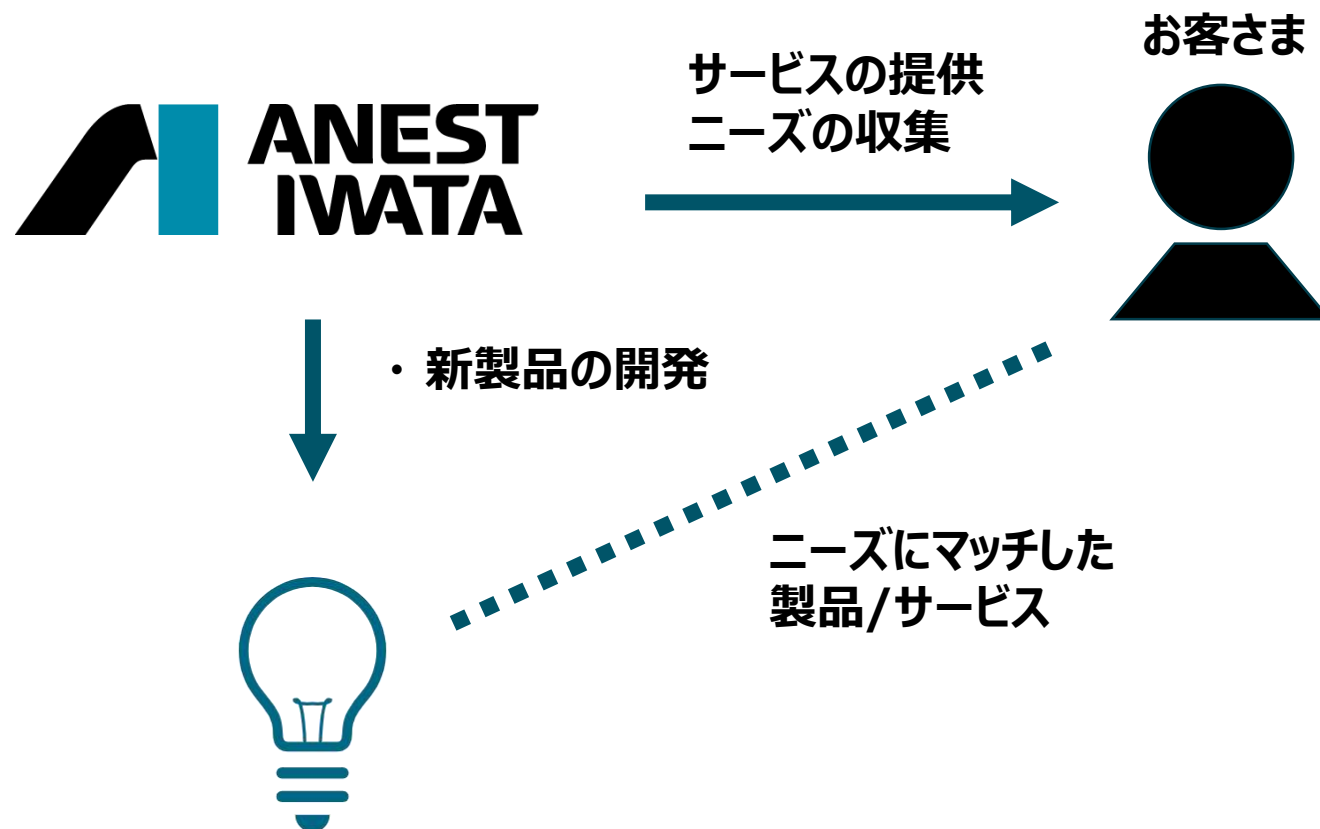 お客さま
サービスの提供
ニーズの収集
ANEST
IWATA
・ 新製品の開発
ニーズにマッチした
製品/サービス